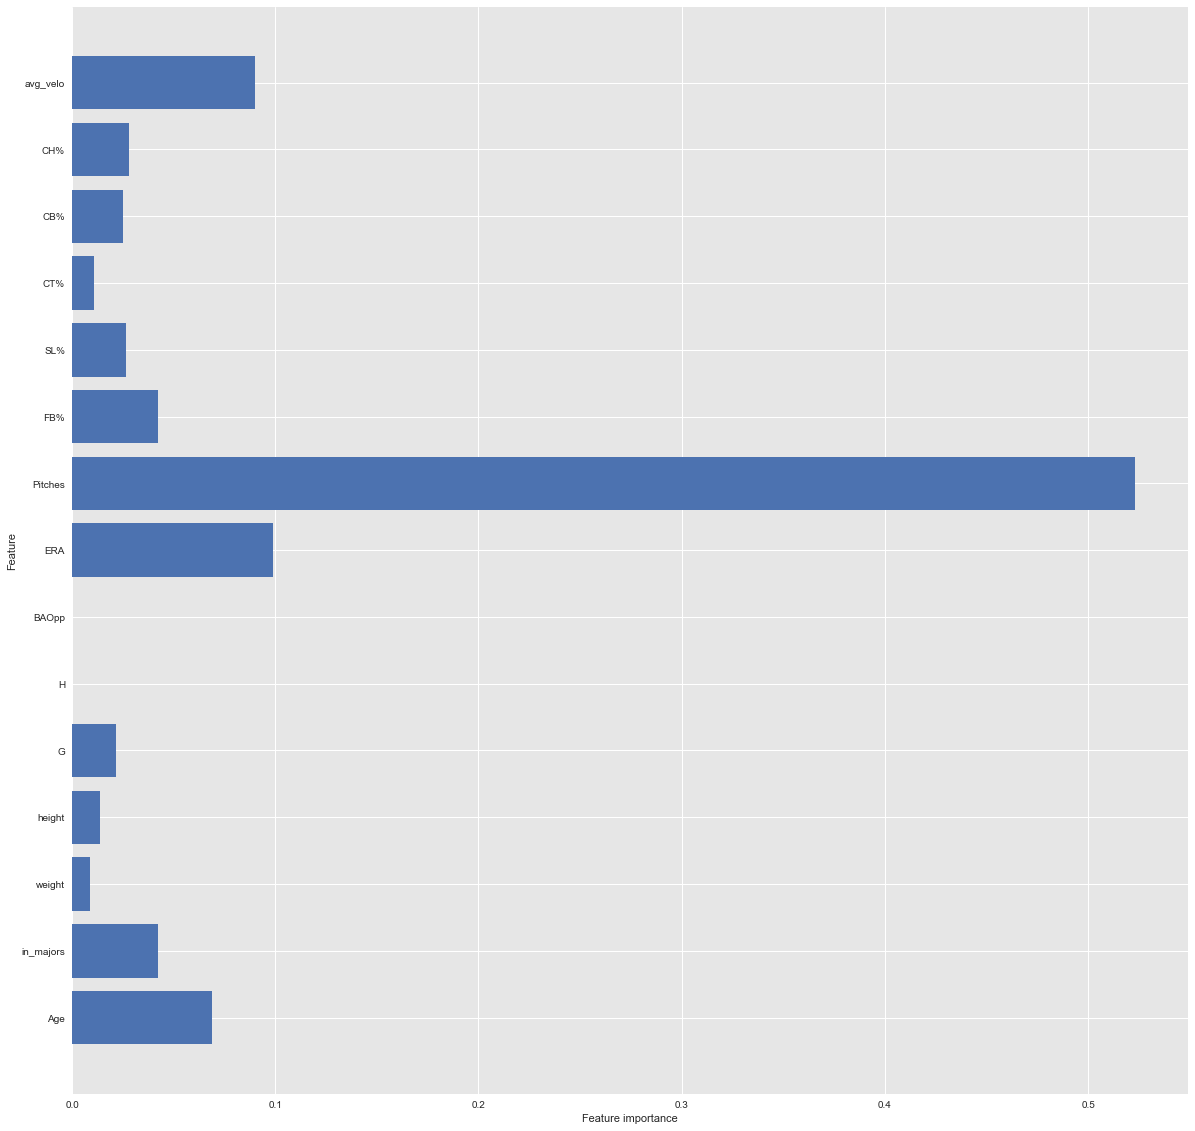 avg_velo
CH%
CB%
CT%
SL%
FB%
Pitches
ERA
BAOpp
H
G
height
weight
in_majors
Age
Feature
0.0 0.1 0.2 0.3 0.4 0.5
Feature importance